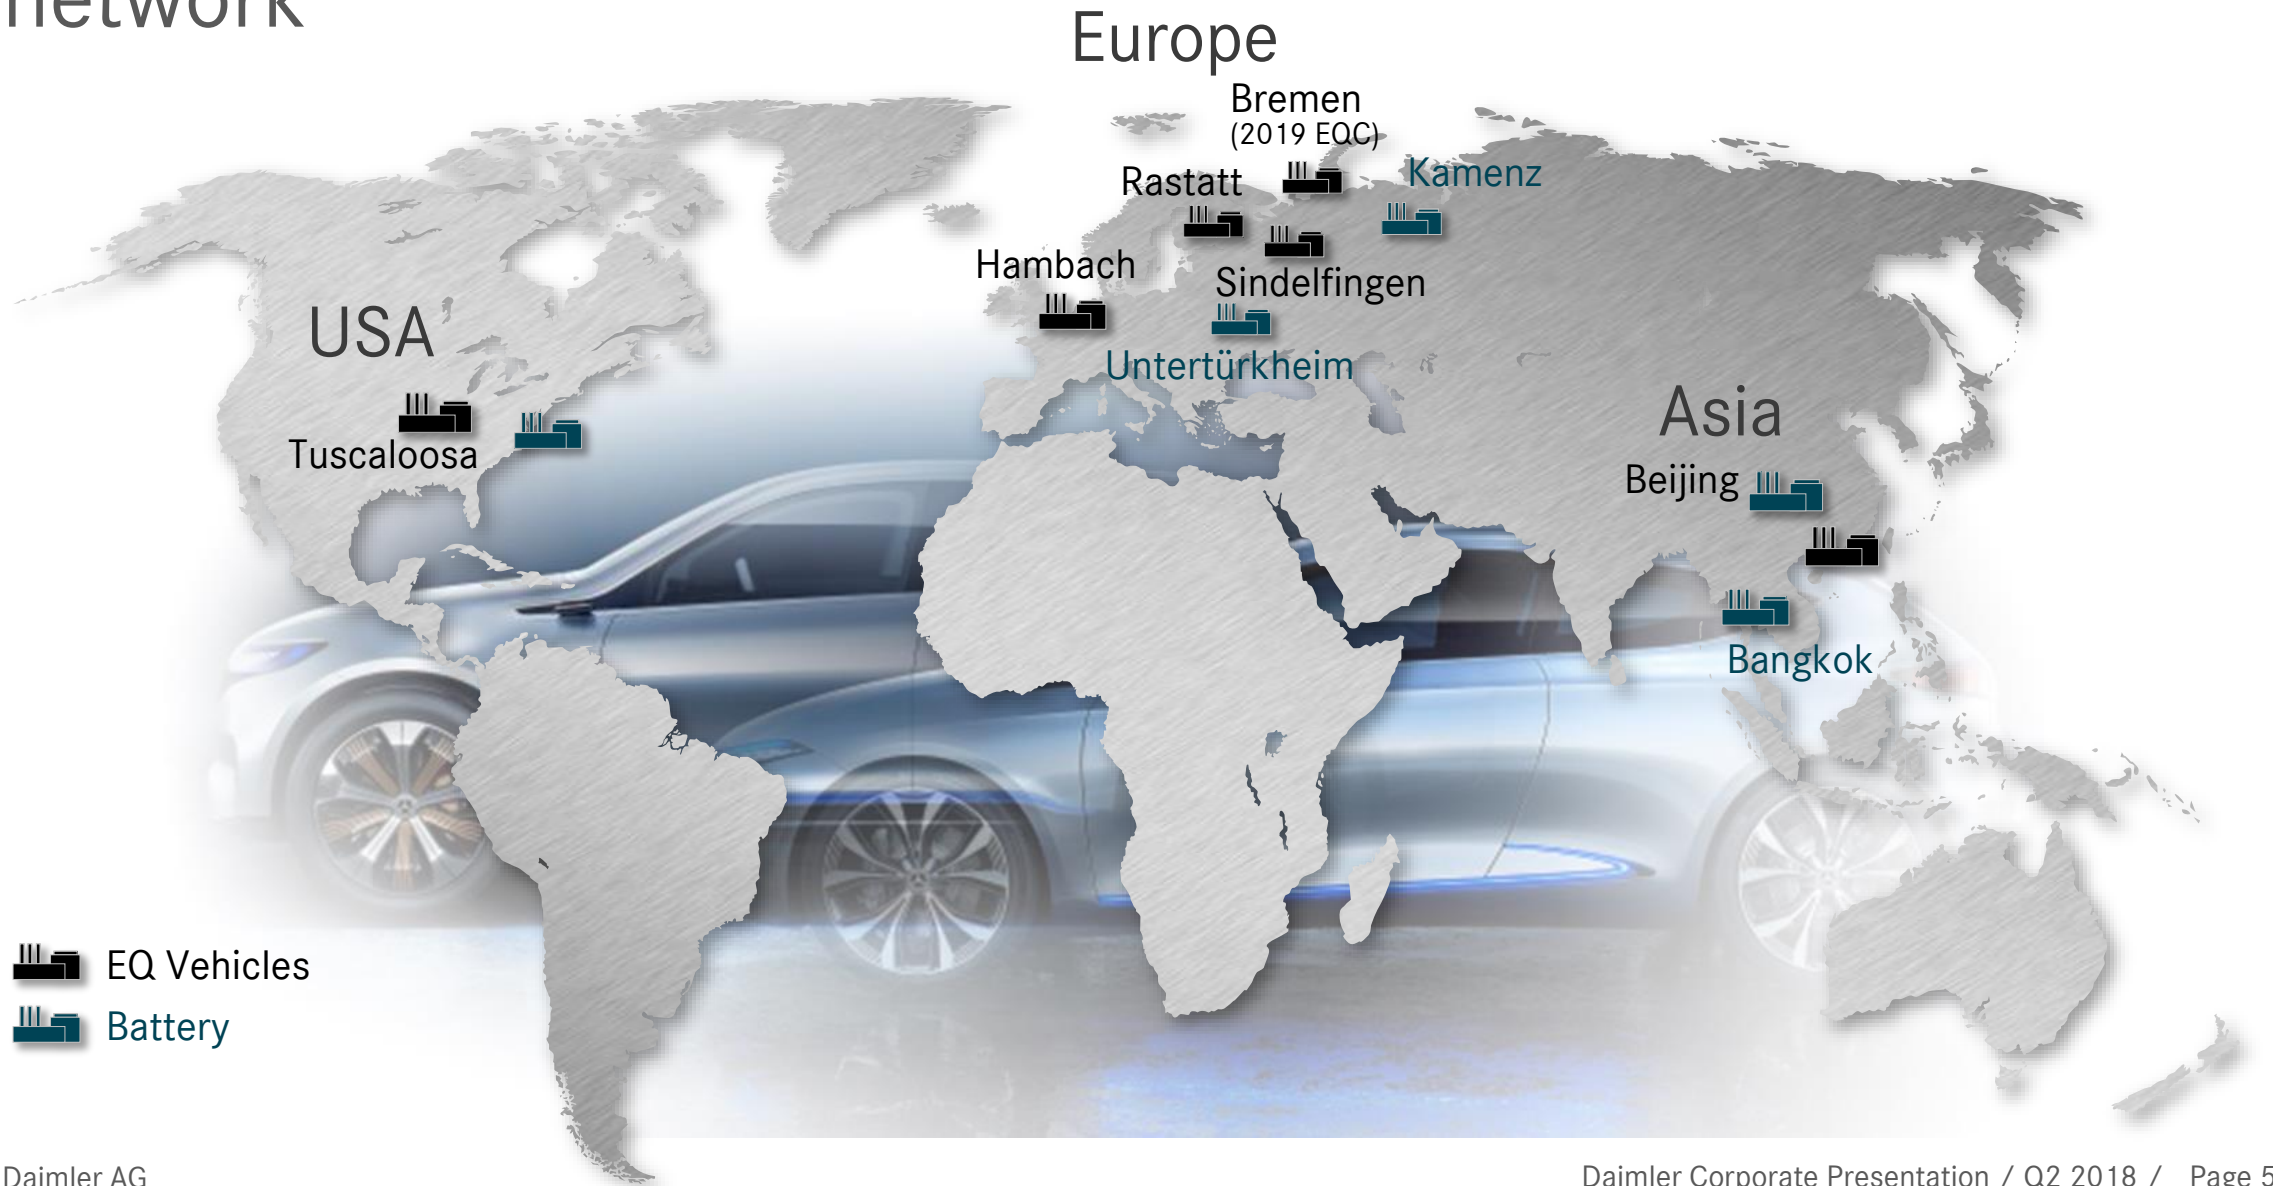 network
Europe
Bremen
(2019 EQC)
Rastatt
Kamenz
Hambach
Sindelfingen
USA
Untertürkheim
Asia
Tuscaloosa
Beijing
Bangkok
EQ Vehicles
Battery
Daimler AG
Daimler Corporate Presentation / Q2 2018 / Page 5